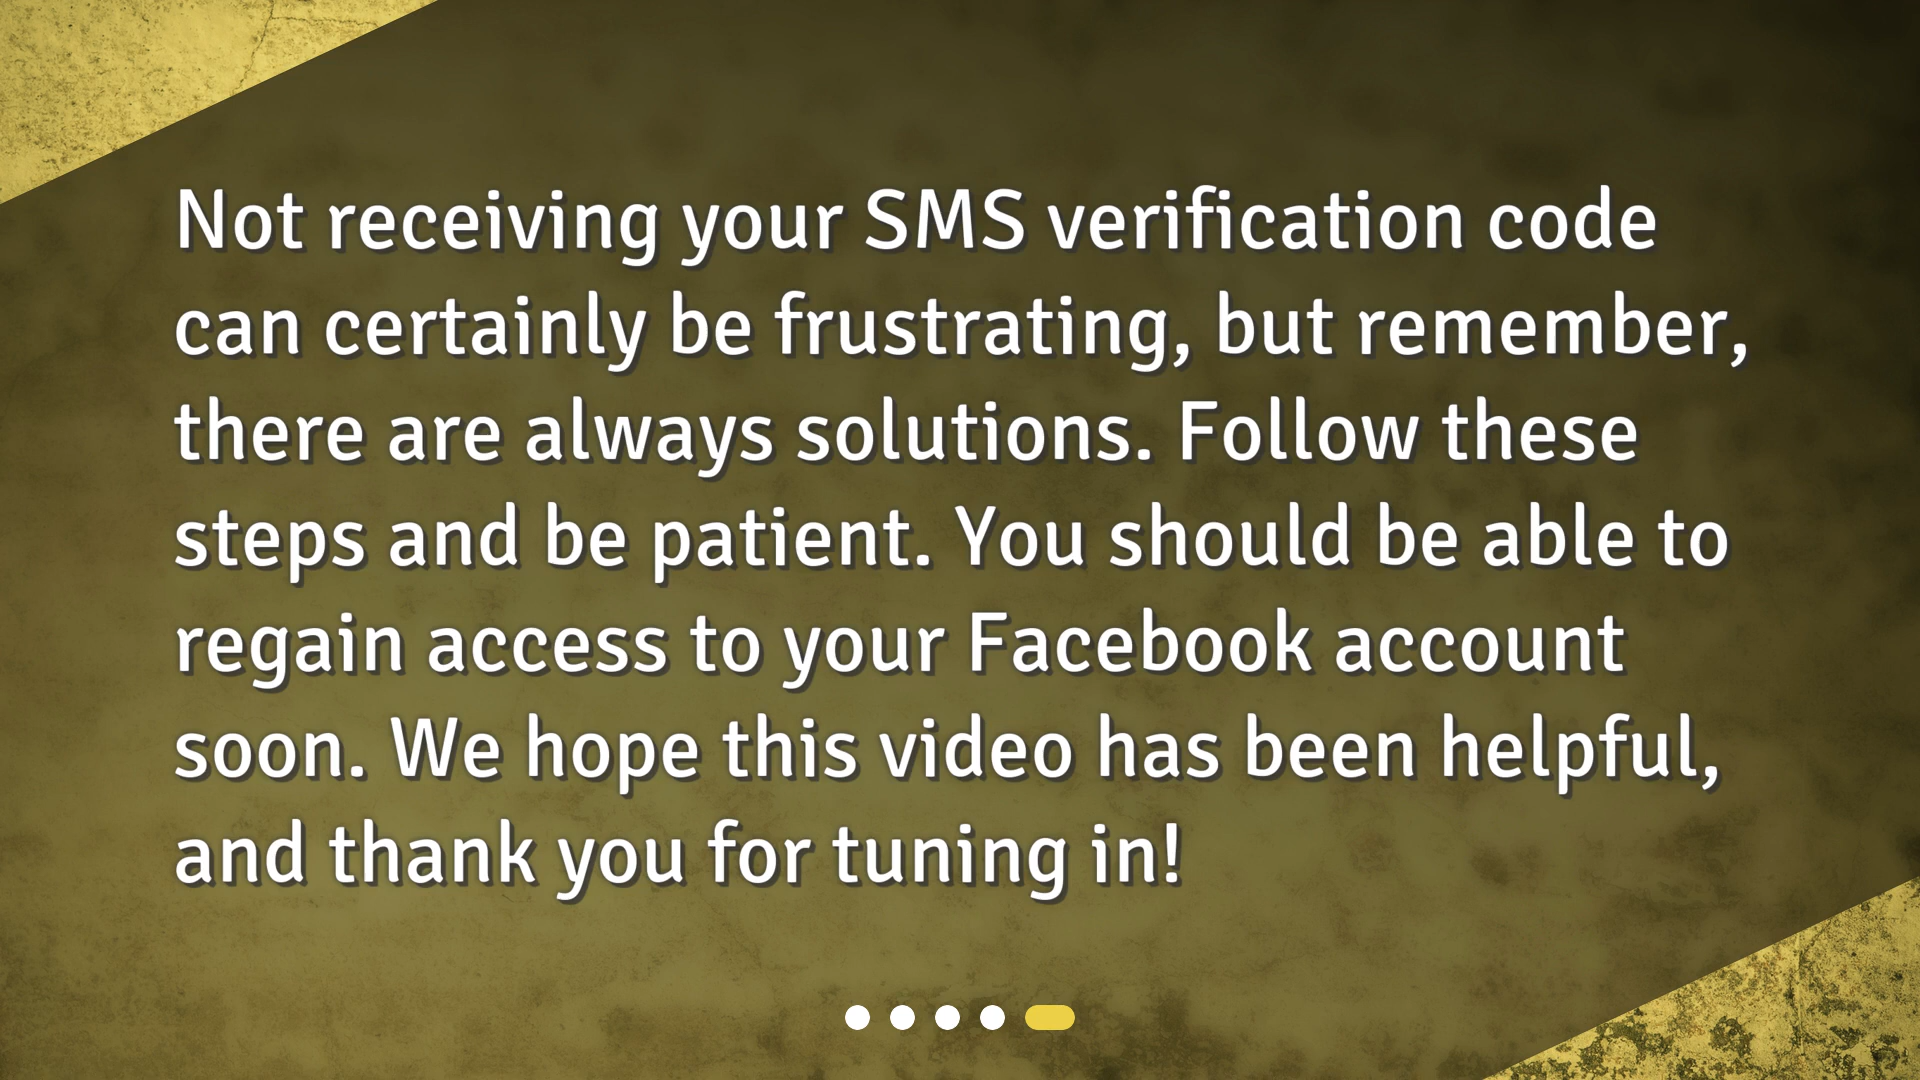 Not receiving your SMS verification code
can certainly be frustrating, but remember,
there are always solutions. Follow these
steps and be patient. You should be able to
regain access to your Facebook account
soon. We hope this video has been helpful,
and thank you for tuning in!